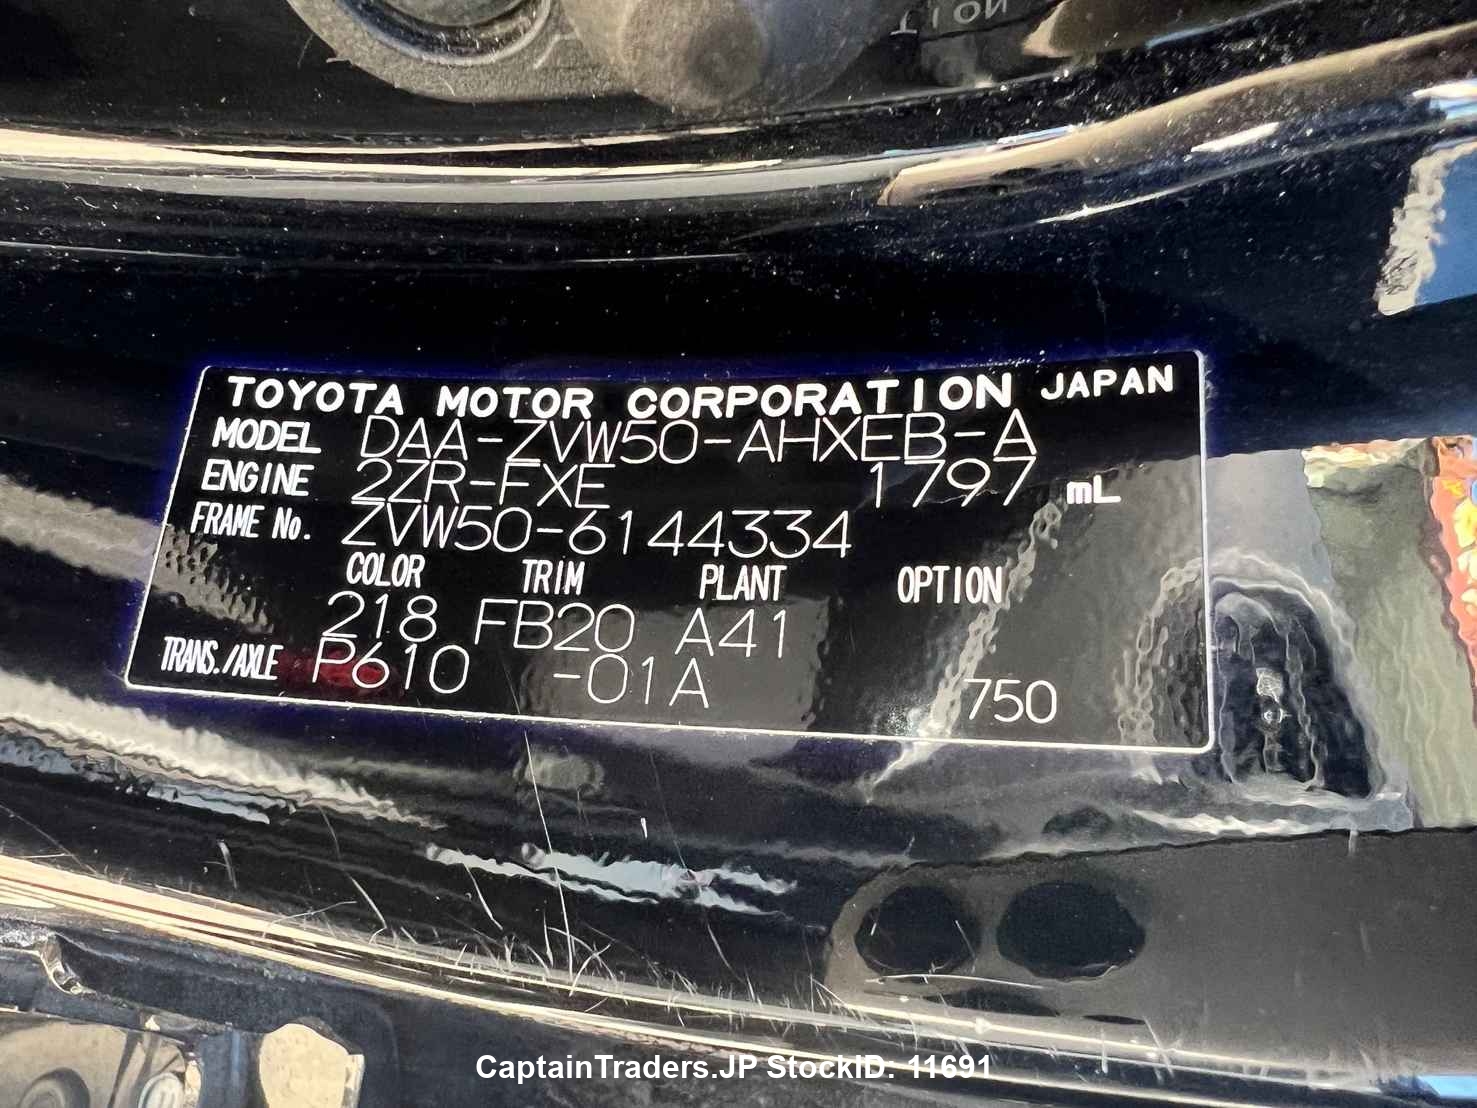 TOYOTA MOTOR CORPORATION JAPAN
MODEL DAA-ZVW50-AHXEB-A
ENGINE 2ZR-FXE 1797 mL
FRAME No. ZVW50-6144334
COLOR TRIM PLANT OPTION
218 FB20 A41
TRANS./AXLE P610 -01A 750
CaptainTraders.JP StockID: 11691